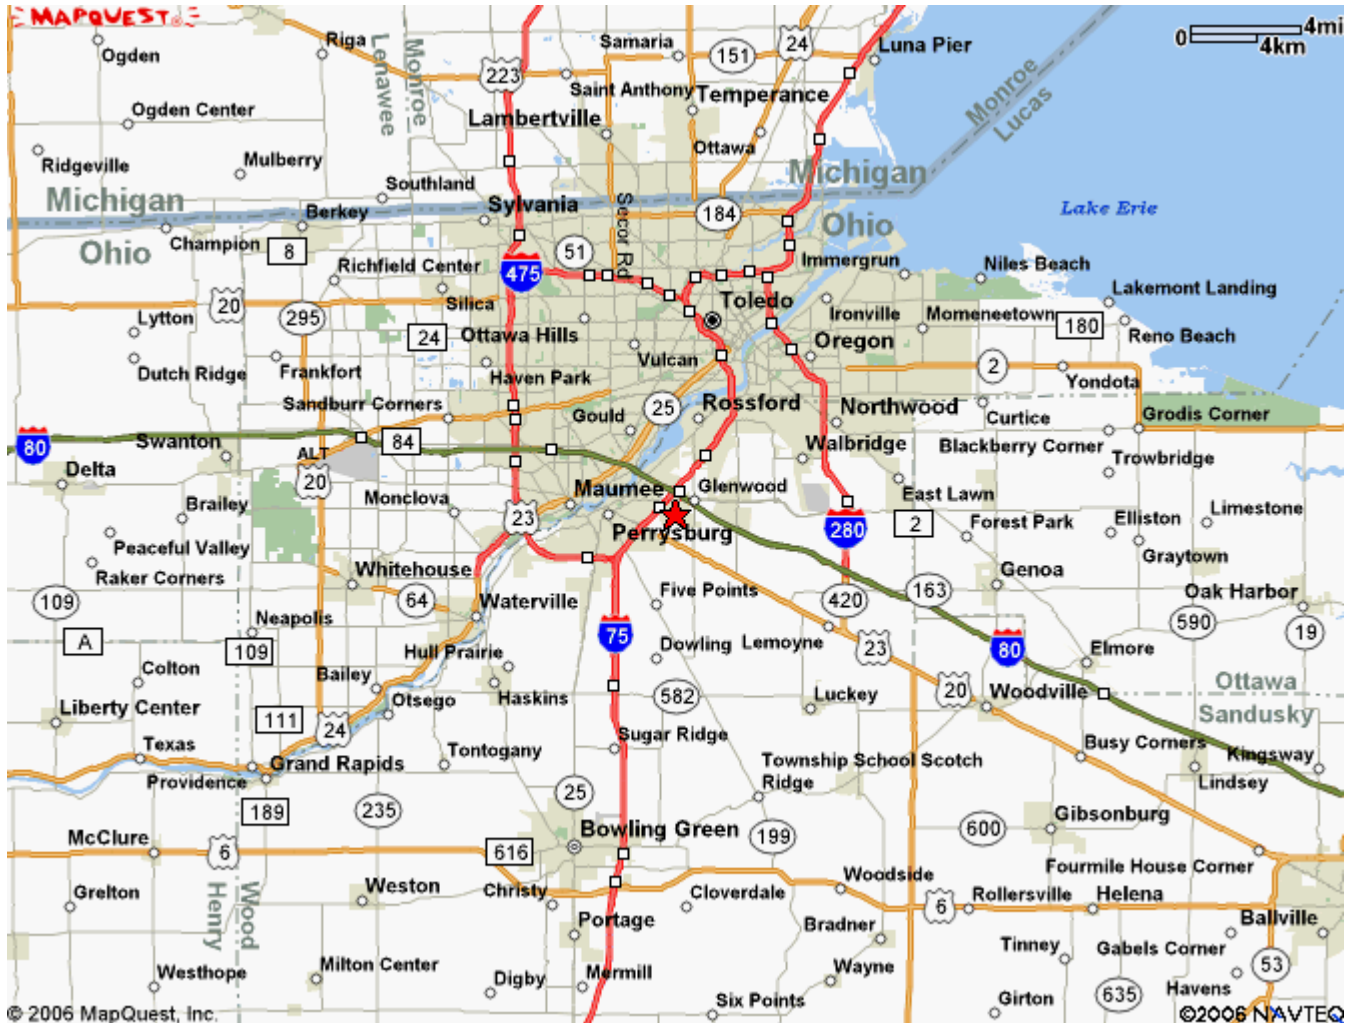 MAPQUEST
Ogden
Riga
Lenawee
Monroe
223
Samaria
151
24
Luna Pier
0
4mi
4km
Saint Anthony
Temperance
Monroe
Lucas
Ogden Center
Lambertville
Ottawa
Ridgeville
Mulberry
Southland
Michigan
Michigan
Secor Rd
Sylvania
184
Lake Erie
Berkey
Champion
Ohio
Ohio
8
51
Immergrun
Richfield Center
475
Niles Beach
Silica
Toledo
Lakemont Landing
20
295
Ironville
Momeneetown
180
Lytton
24
Ottawa Hills
Oregon
Reno Beach
Vulcan
Dutch Ridge
Frankfort
Haven Park
2
Yondota
Sandburr Corners
Gould
25
Rossford
Northwood
Curtice
Grodis Corner
80
Swanton
84
Walbridge
Blackberry Corner
ALT
20
Trowbridge
Delta
Monclova
Maumee
Glenwood
East Lawn
Brailey
23
Perrysburg
280
2
Forest Park
Elliston
Limestone
Peaceful Valley
Graytown
Raker Corners
Whitehouse
Genoa
109
64
Waterville
Five Points
420
163
Oak Harbor
Neapolis
590
19
A
109
75
Dowling
Lemoyne
23
80
Elmore
Hull Prairie
Colton
Bailey
Haskins
582
Luckey
20
Woodville
Ottawa
Sandusky
Liberty Center
111
24
Otsego
Texas
Tontogany
Sugar Ridge
Busy Corners
Kingsway
Grand Rapids
Township School Scotch
Ridge
Lindsey
Providence
189
235
25
Gibsonburg
McClure
6
616
Bowling Green
199
600
Fourmile House Corner
Henry
Wood
Weston
Christy
Cloverdale
Woodside
6
Rollersville
Helena
Grelton
Portage
Bradner
Ballville
Tinney
Gabels Corner
Westhope
Milton Center
Digby
Mermill
Wayne
53
Havens
635
Six Points
Girton
© 2006 MapQuest, Inc.
©2006 NAVTEQ